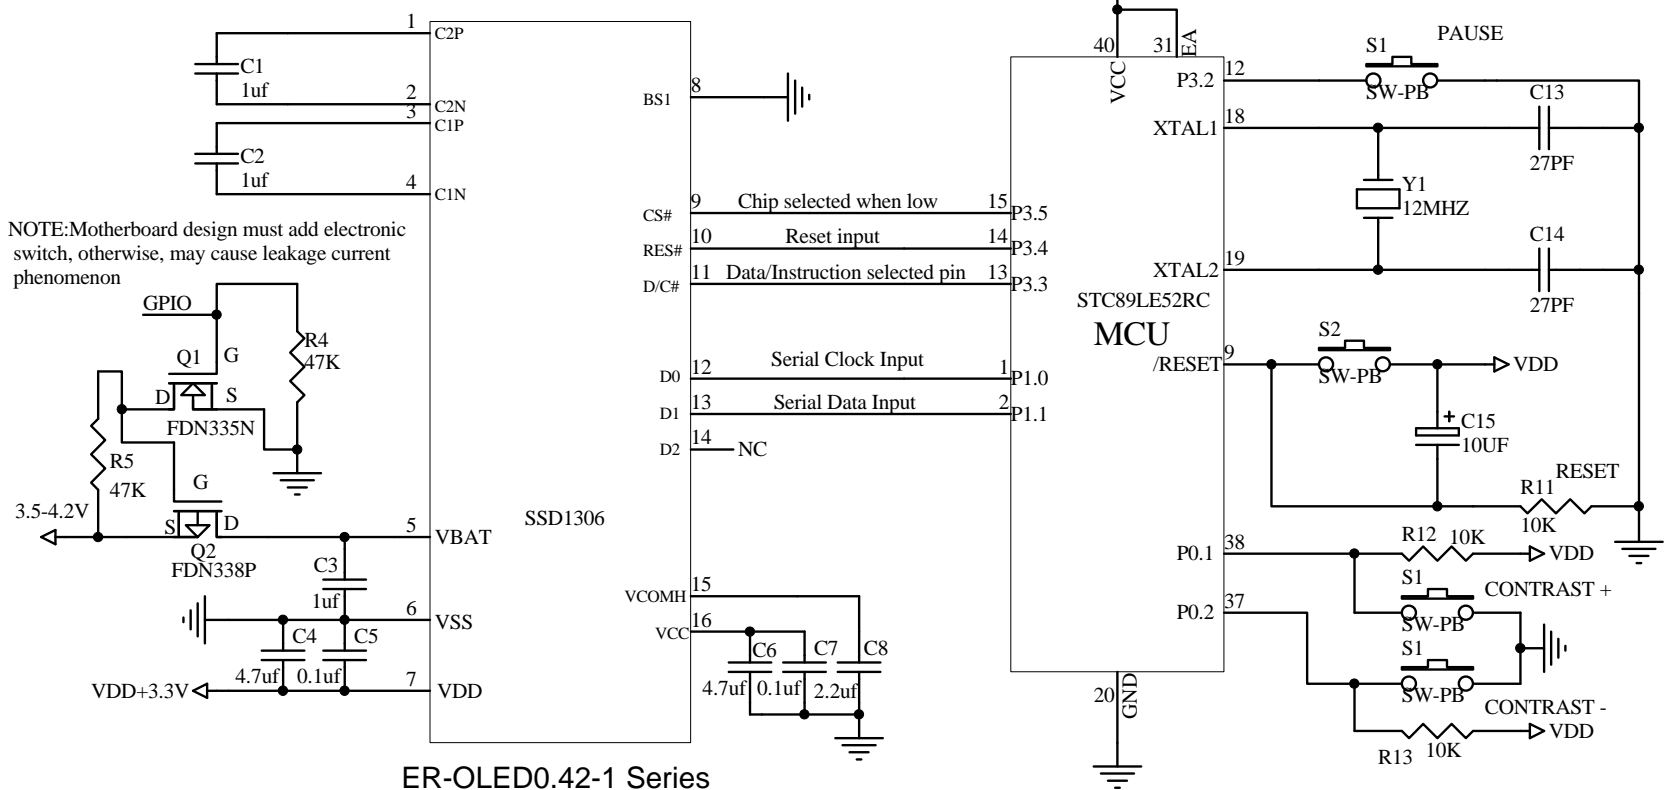 1
C2P
C1
1uf
2
C2N
3
C1P
C2
1uf
4
C1N
NOTE:Motherboard design must add electronic
switch, otherwise, may cause leakage current
phenomenon
GPIO
Q1
G
D
S
FDN335N
R4
47K
R5
47K
G
3.5-4.2V
S
D
Q2
FDN338P
5
VBAT
C3
1uf
6
VSS
C4
4.7uf
C5
0.1uf
VDD+3.3V
7
VDD
SSD1306
8
BS1
9
CS#
10
RES#
11
D/C#
12
D0
13
D1
14
D2
NC
15
VCOMH
16
VCC
C6
4.7uf
C7
0.1uf
C8
2.2uf
ER-OLED0.42-1 Series
Chip selected when low
Reset input
Data/Instruction selected pin
Serial Clock Input
Serial Data Input
15
P3.5
14
P3.4
13
P3.3
1
P1.0
2
P1.1
40
VCC
31
EA
STC89LE52RC
MCU
20
GND
P3.2
12
S1
PAUSE
SW-PB
XTAL1
18
C13
27PF
Y1
12MHZ
XTAL2
19
C14
27PF
/RESET
9
S2
SW-PB
VDD
C15
+
10UF
RESET
R11
10K
P0.1
38
R12
10K
VDD
S1
CONTRAST +
SW-PB
P0.2
37
S1
SW-PB
CONTRAST -
R13
10K
VDD